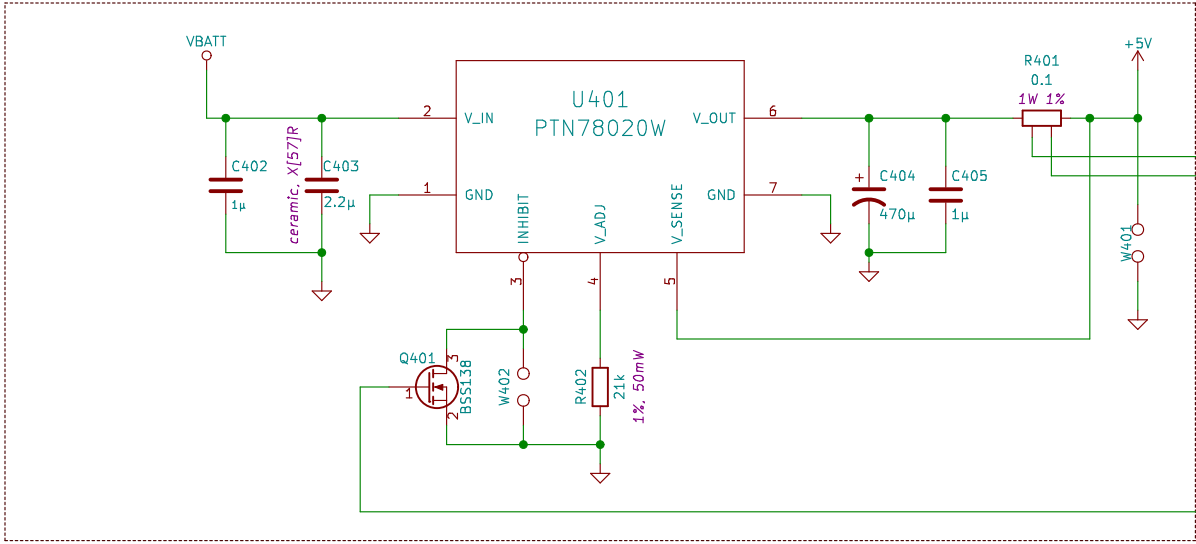 VBATT
+5V
R401
0.1
1W 1%
U401
PTN78020W
2
V_IN
V_OUT
6
C402
1µ
ceramic, X[57]R
C403
2.2µ
1
GND
GND
7
+
C404
470µ
C405
1µ
INHIBIT
V_ADJ
V_SENSE
W401
3
4
5
Q401
3
1
2
BSS138
W402
R402
21k
1%, 50mW